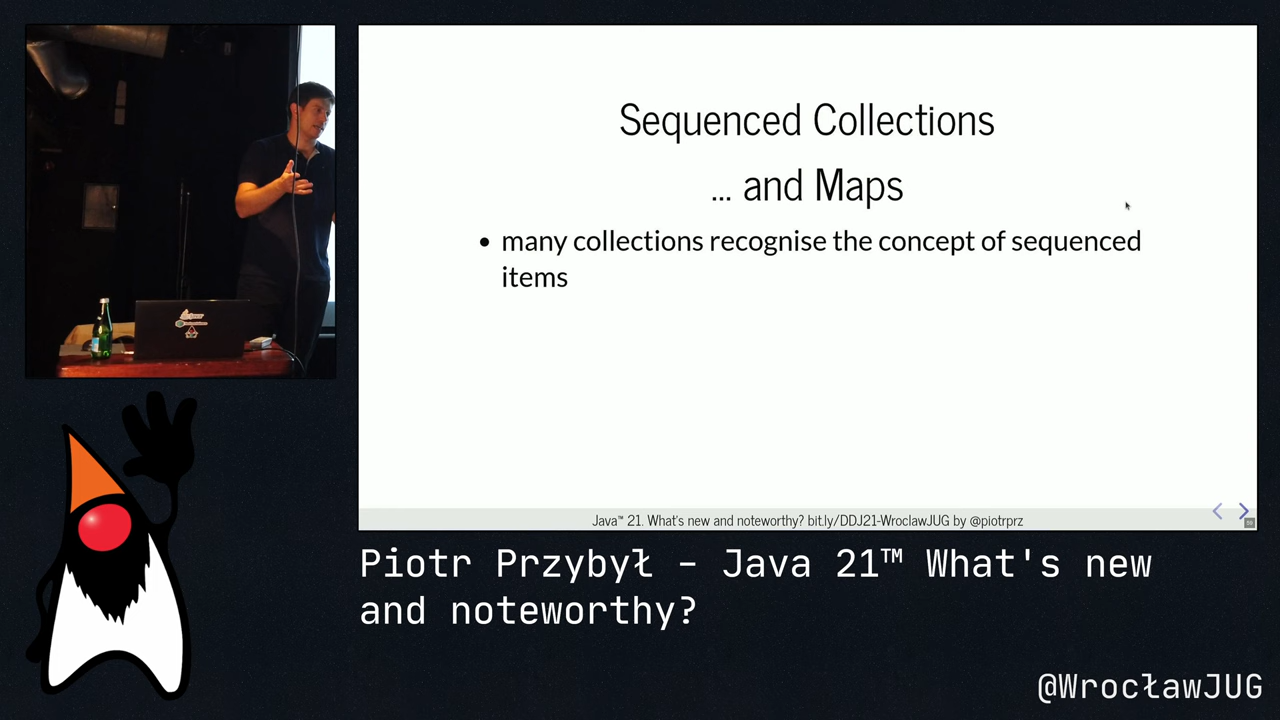 Sequenced Collections
... and Maps
• many collections recognise the concept of sequenced
items
Java™ 21. What's new and noteworthy? bit.ly/DDJ21-WroclawJUG by @piotrprz
Piotr Przybył – Java 21™ What's new
and noteworthy?
@WrocławJUG